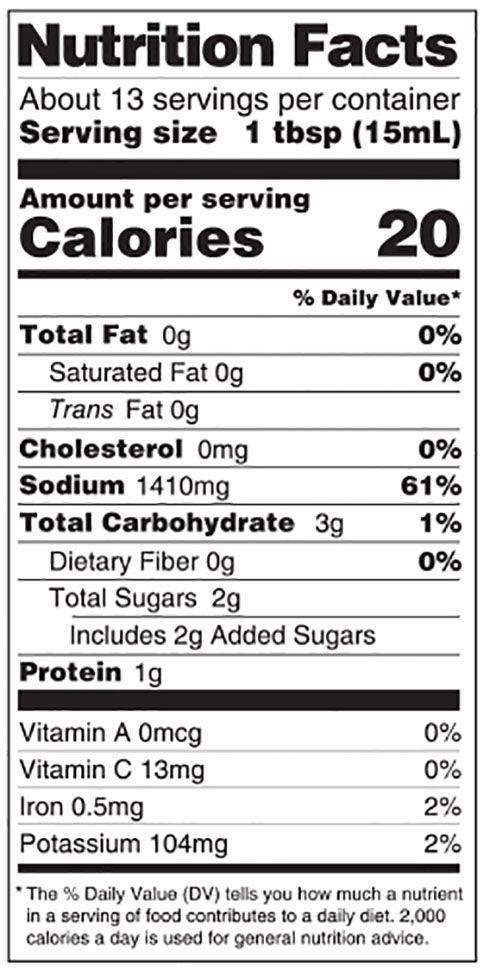 Nutrition Facts
About 13 servings per container
Serving size 1 tbsp (15mL)
Amount per serving
Calories 20
% Daily Value*
Total Fat 0g 0%
Saturated Fat 0g 0%
Trans Fat 0g
Cholesterol 0mg 0%
Sodium 1410mg 61%
Total Carbohydrate 3g 1%
Dietary Fiber 0g 0%
Total Sugars 2g
Includes 2g Added Sugars
Protein 1g
Vitamin A 0mcg 0%
Vitamin C 13mg 0%
Iron 0.5mg 2%
Potassium 104mg 2%
* The % Daily Value (DV) tells you how much a nutrient
in a serving of food contributes to a daily diet. 2,000
calories a day is used for general nutrition advice.